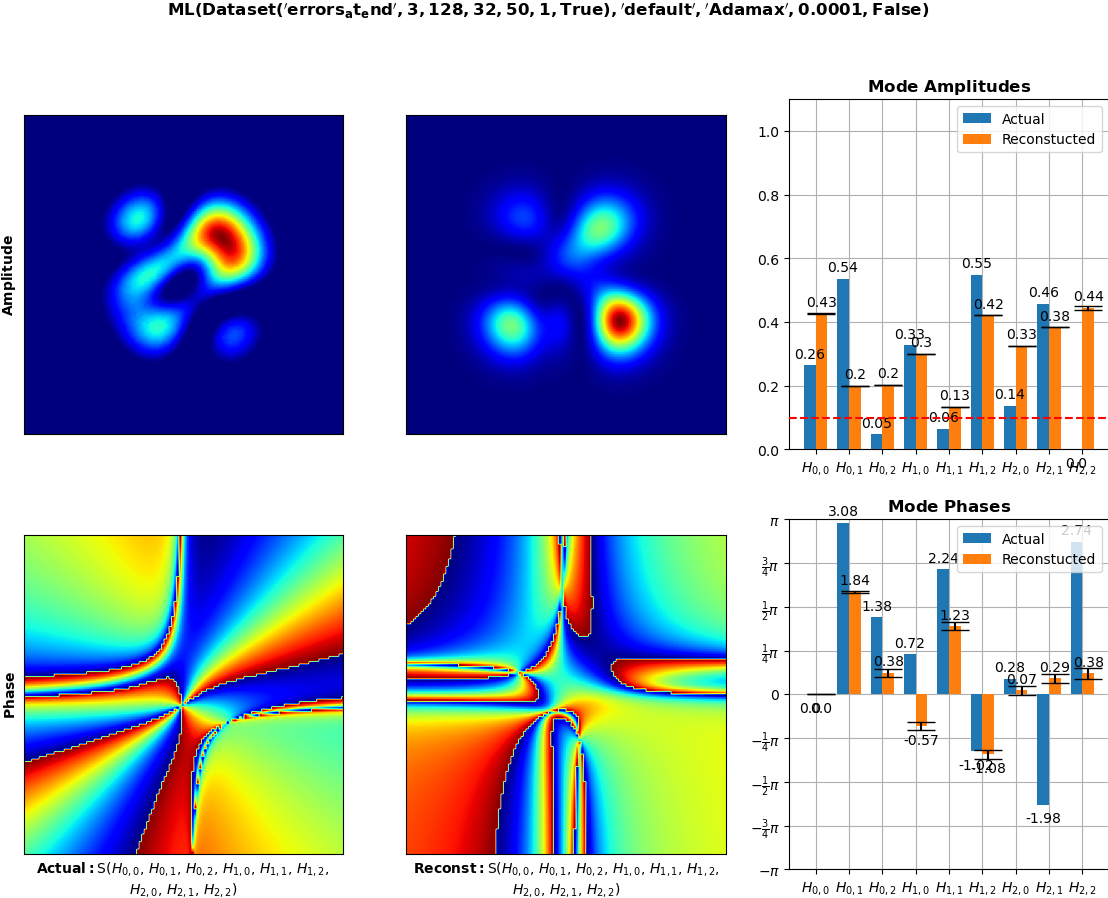 ML(Dataset('errors_at_end', 3, 128, 32, 50, 1, True), 'default', 'Adamax', 0.0001, False)
Amplitude
Mode Amplitudes
Actual
Reconstucted
1.0
0.8
0.6
0.4
0.2
0.0
0.26 0.54 0.05 0.33 0.06 0.55 0.14 0.46 0.0
0.43 0.2 0.2 0.3 0.13 0.42 0.33 0.38 0.44
H0,0 H0,1 H0,2 H1,0 H1,1 H1,2 H2,0 H2,1 H2,2
Phase
Actual: S(H0,0, H0,1, H0,2, H1,0, H1,1, H1,2,
H2,0, H2,1, H2,2)
Reconst: S(H0,0, H0,1, H0,2, H1,0, H1,1, H1,2,
H2,0, H2,1, H2,2)
Mode Phases
Actual
Reconstucted
π
3/4π
1/2π
1/4π
0
−1/4π
−1/2π
−3/4π
−π
0.0 3.08 1.38 0.72 2.24 -1.02 0.28 -1.98 2.74
0.0 1.84 0.38 -0.57 1.23 -1.08 0.07 0.29 0.38
H0,0 H0,1 H0,2 H1,0 H1,1 H1,2 H2,0 H2,1 H2,2